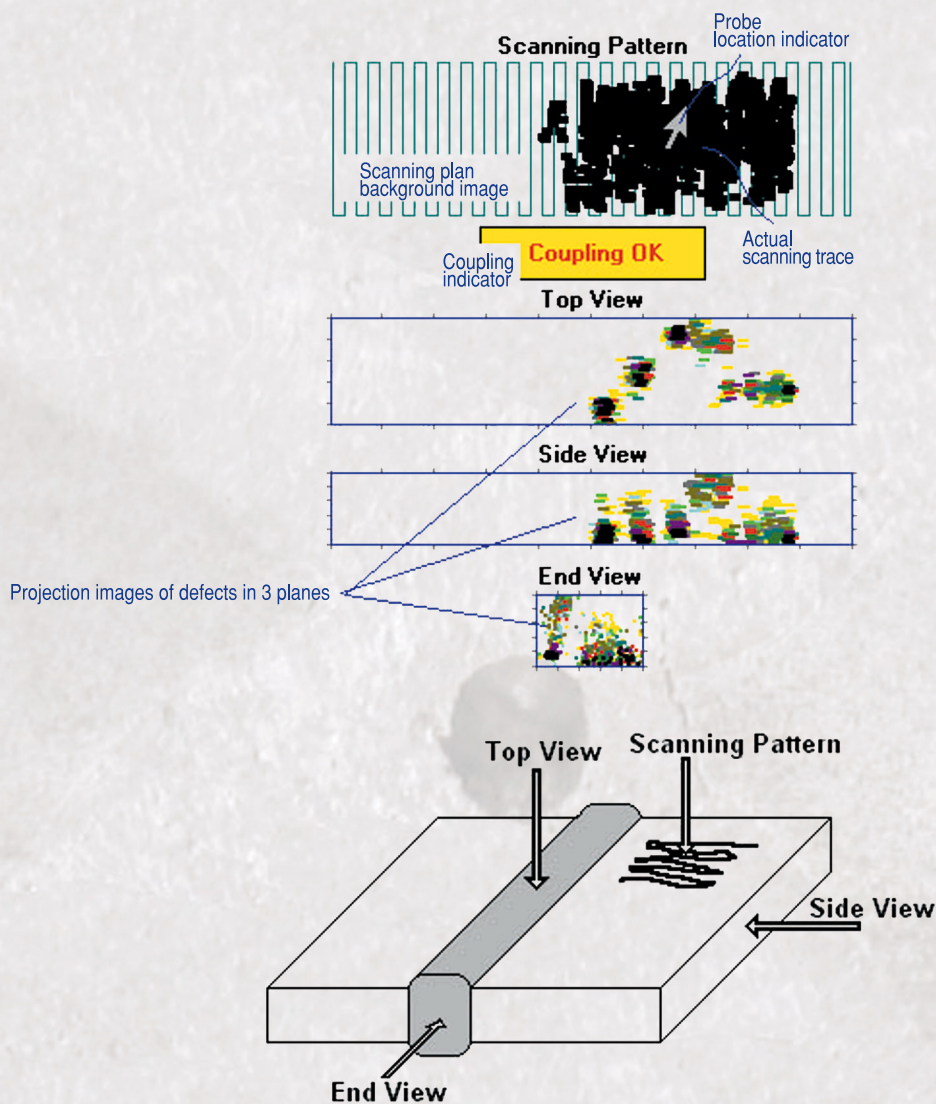 Probe
location indicator
Scanning Pattern
Scanning plan
background image
Actual
scanning trace
Coupling
indicator
Coupling OK
Top View
Side View
Projection images of defects in 3 planes
End View
Top View
Scanning Pattern
Side View
End View